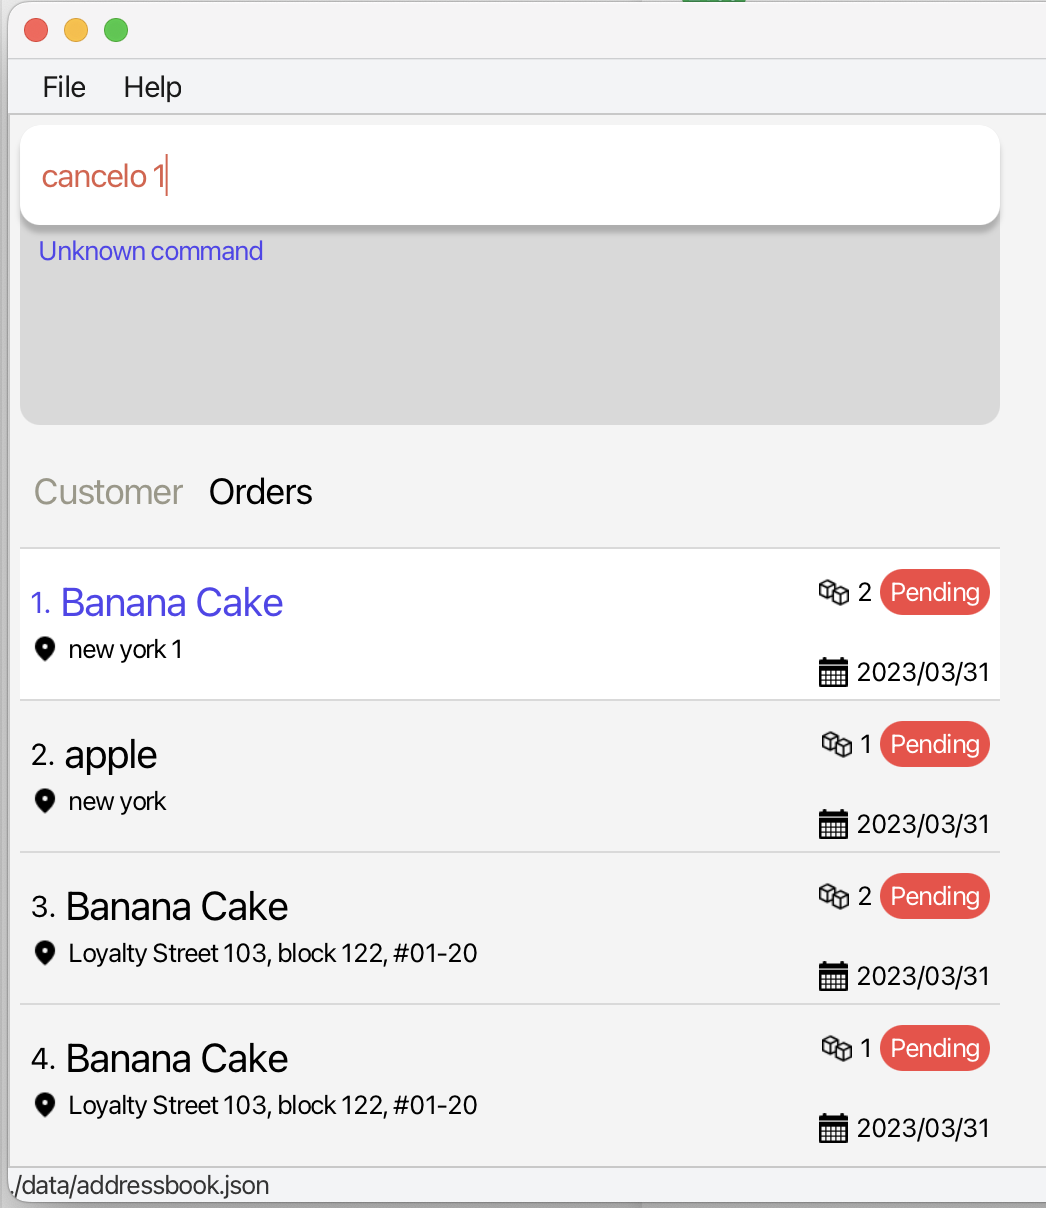 File Help
cancelo 1
Unknown command
Customer Orders
1. Banana Cake 2 Pending
new york 1
2023/03/31
2. apple 1 Pending
new york
2023/03/31
3. Banana Cake 2 Pending
Loyalty Street 103, block 122, #01-20
2023/03/31
4. Banana Cake 1 Pending
Loyalty Street 103, block 122, #01-20
2023/03/31
./data/addressbook.json